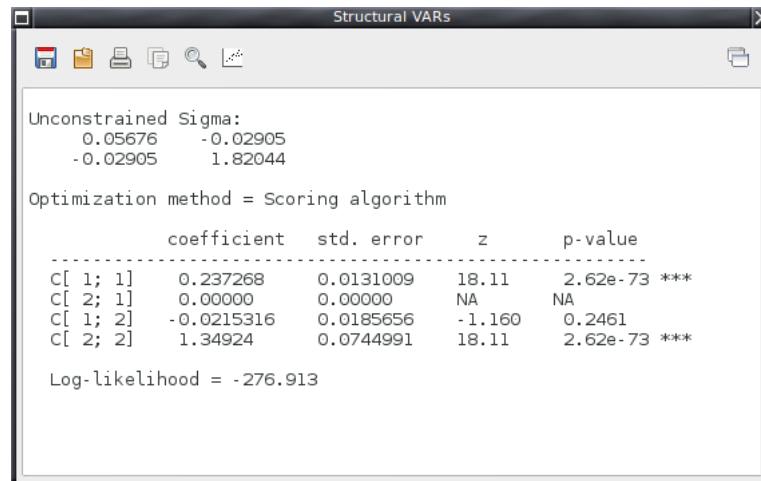 Structural VARs
Unconstrained Sigma:
0.05676 -0.02905
-0.02905 1.82044
Optimization method = Scoring algorithm
coefficient std. error z p-value
---------------------------------------------------------
C[ 1; 1] 0.237268 0.0131009 18.11 2.62e-73 ***
C[ 2; 1] 0.00000 0.00000 NA NA
C[ 1; 2] -0.0215316 0.0185656 -1.160 0.2461
C[ 2; 2] 1.34924 0.0744991 18.11 2.62e-73 ***
Log-likelihood = -276.913